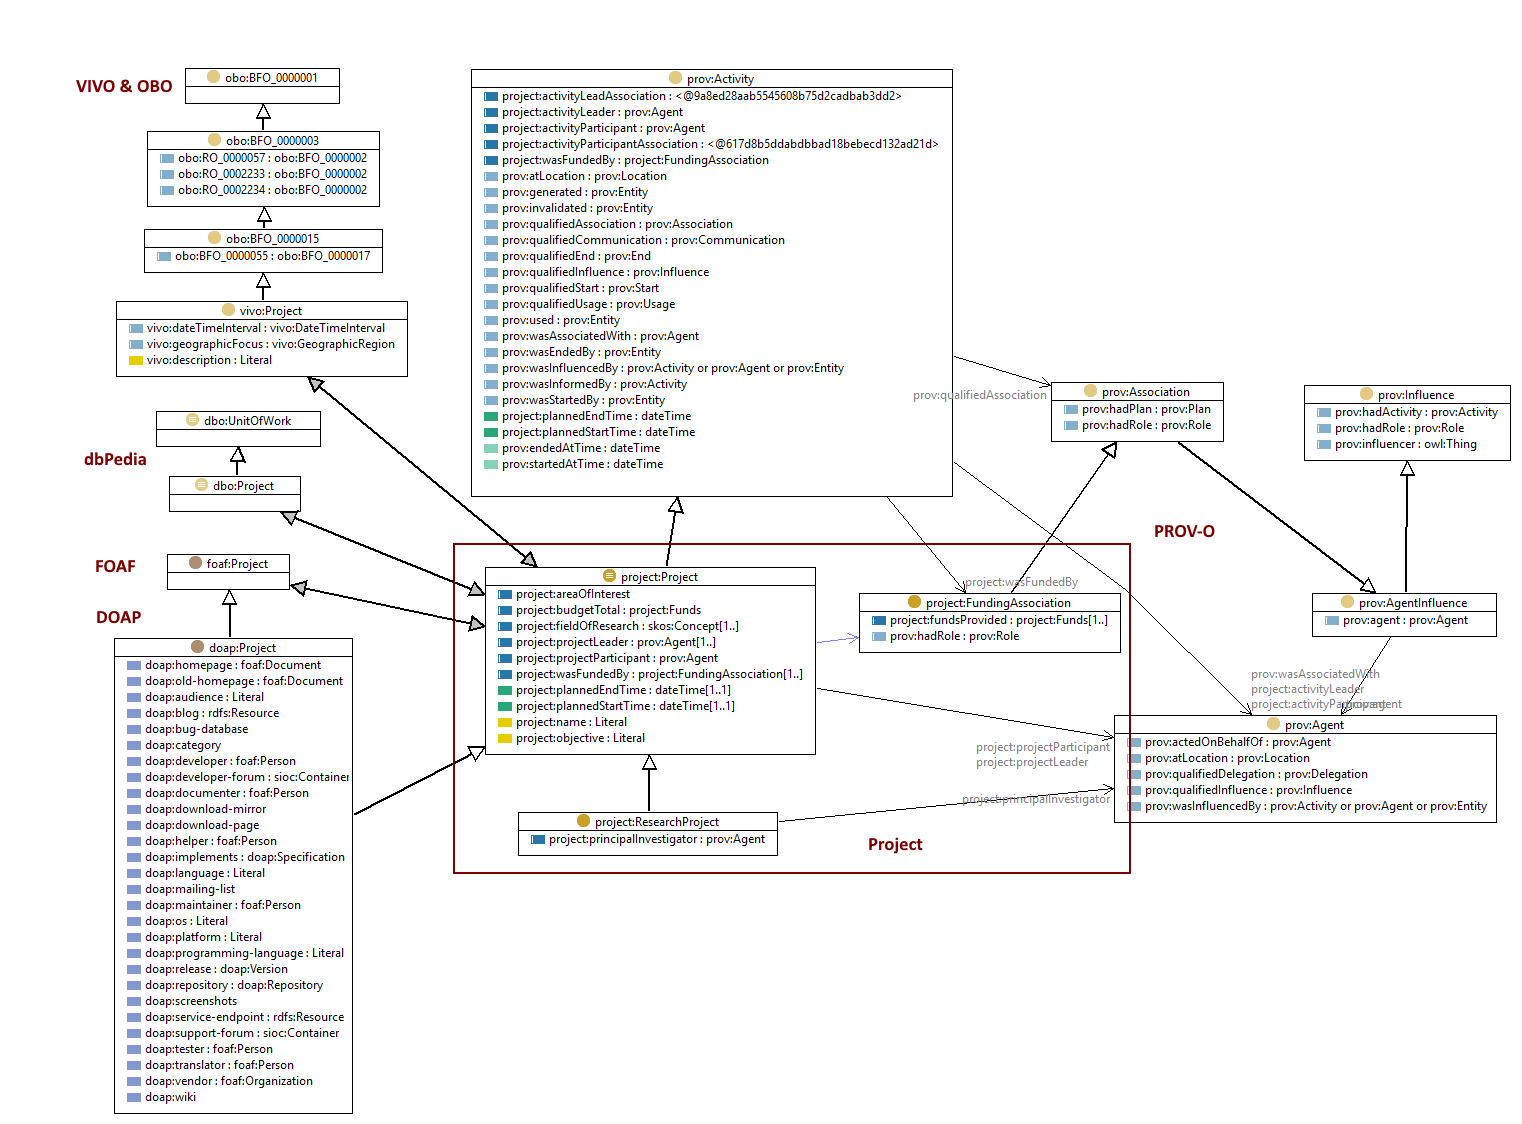 VIVO & OBO
obo:BFO_0000001
obo:BFO_0000003
obo:RO_0000057 : obo:BFO_0000002
obo:RO_0002233 : obo:BFO_0000002
obo:RO_0002234 : obo:BFO_0000002
obo:BFO_0000015
obo:BFO_0000055 : obo:BFO_0000017
vivo:Project
vivo:dateTimeInterval : vivo:DateTimeInterval
vivo:geographicFocus : vivo:GeographicRegion
vivo:description : Literal
dbo:UnitOfWork
dbPedia
dbo:Project
FOAF
foaf:Project
DOAP
doap:Project
doap:homepage : foaf:Document
doap:old-homepage : foaf:Document
doap:audience : Literal
doap:blog : rdfs:Resource
doap:bug-database
doap:category
doap:developer : foaf:Person
doap:developer-forum : sioc:Container
doap:documenter : foaf:Person
doap:download-mirror
doap:download-page
doap:helper : foaf:Person
doap:implements : doap:Specification
doap:language : Literal
doap:mailing-list
doap:maintainer : foaf:Person
doap:os : Literal
doap:platform : Literal
doap:programming-language : Literal
doap:release : doap:Version
doap:repository : doap:Repository
doap:screenshots
doap:service-endpoint : rdfs:Resource
doap:support-forum : sioc:Container
doap:tester : foaf:Person
doap:translator : foaf:Person
doap:vendor : foaf:Organization
doap:wiki
prov:Activity
project:activityLeadAssociation : <@9a8ed28aab5545608b75d2cadbab3dd2>
project:activityLeader : prov:Agent
project:activityParticipant : prov:Agent
project:activityParticipantAssociation : <@617d8b5ddabdbbad18bebecd132ad21d>
project:wasFundedBy : project:FundingAssociation
prov:atLocation : prov:Location
prov:generated : prov:Entity
prov:invalidated : prov:Entity
prov:qualifiedAssociation : prov:Association
prov:qualifiedCommunication : prov:Communication
prov:qualifiedEnd : prov:End
prov:qualifiedInfluence : prov:Influence
prov:qualifiedStart : prov:Start
prov:qualifiedUsage : prov:Usage
prov:used : prov:Entity
prov:wasAssociatedWith : prov:Agent
prov:wasEndedBy : prov:Entity
prov:wasInfluencedBy : prov:Activity or prov:Agent or prov:Entity
prov:wasInformedBy : prov:Activity
prov:wasStartedBy : prov:Entity
project:plannedEndTime : dateTime
project:plannedStartTime : dateTime
prov:endedAtTime : dateTime
prov:startedAtTime : dateTime
prov:qualifiedAssociation
prov:Association
prov:hadPlan : prov:Plan
prov:hadRole : prov:Role
prov:Influence
prov:hadActivity : prov:Activity
prov:hadRole : prov:Role
prov:influencer : owl:Thing
PROV-O
project:Project
project:areaOfInterest
project:budgetTotal : project:Funds
project:fieldOfResearch : skos:Concept[1..]
project:projectLeader : prov:Agent[1..]
project:projectParticipant : prov:Agent
project:wasFundedBy : project:FundingAssociation[1..]
project:plannedEndTime : dateTime[1..1]
project:plannedStartTime : dateTime[1..1]
project:name : Literal
project:objective : Literal
project:wasFundedBy
project:FundingAssociation
project:fundsProvided : project:Funds[1..]
prov:hadRole : prov:Role
prov:AgentInfluence
prov:agent : prov:Agent
prov:wasAssociatedWith
project:activityLeader
project:activityParticipant
prov:agent
prov:Agent
prov:actedOnBehalfOf : prov:Agent
prov:atLocation : prov:Location
prov:qualifiedDelegation : prov:Delegation
prov:qualifiedInfluence : prov:Influence
prov:wasInfluencedBy : prov:Activity or prov:Agent or prov:Entity
project:projectParticipant
project:projectLeader
project:principalInvestigator
project:ResearchProject
project:principalInvestigator : prov:Agent
Project